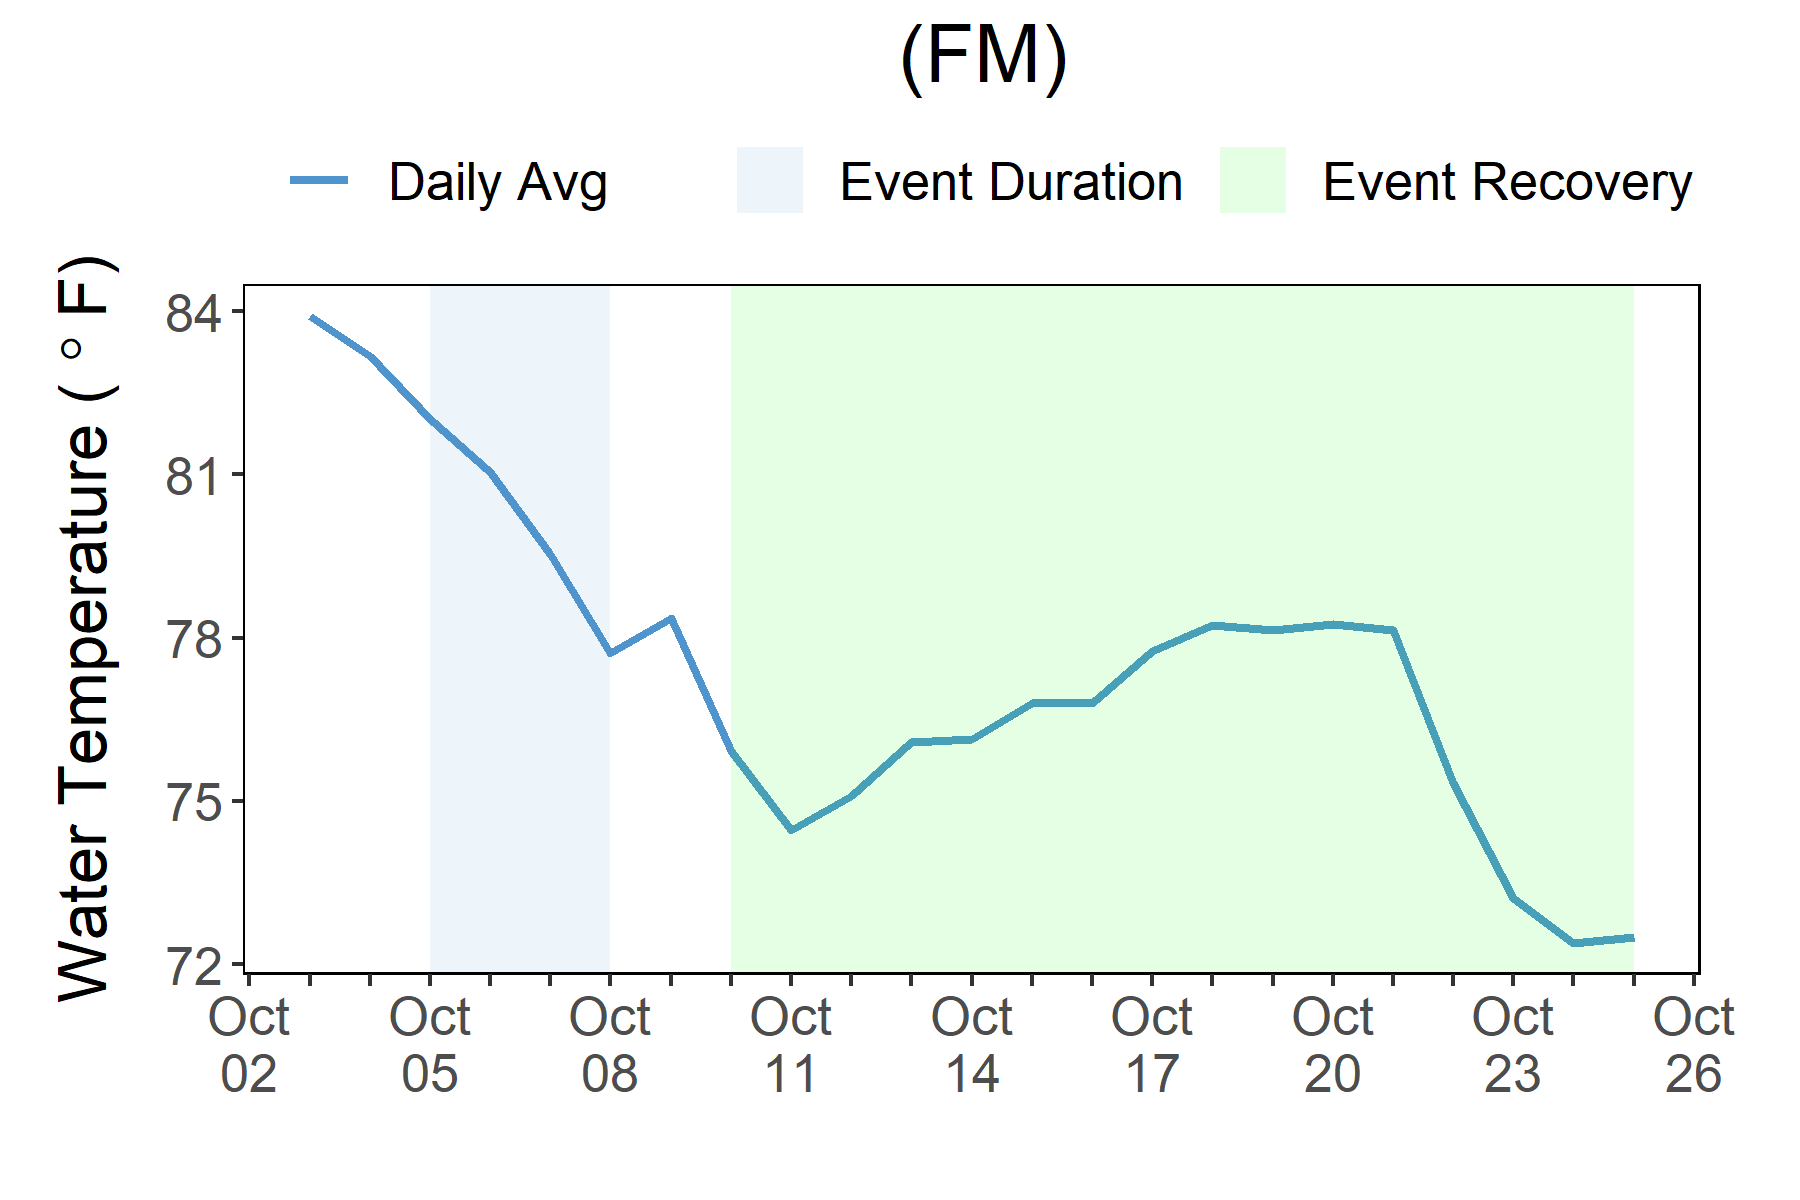 (FM)
Daily Avg Event Duration Event Recovery
Water Temperature ( ° F)
84
81
78
75
72
Oct Oct Oct Oct Oct Oct Oct Oct Oct
02 05 08 11 14 17 20 23 26